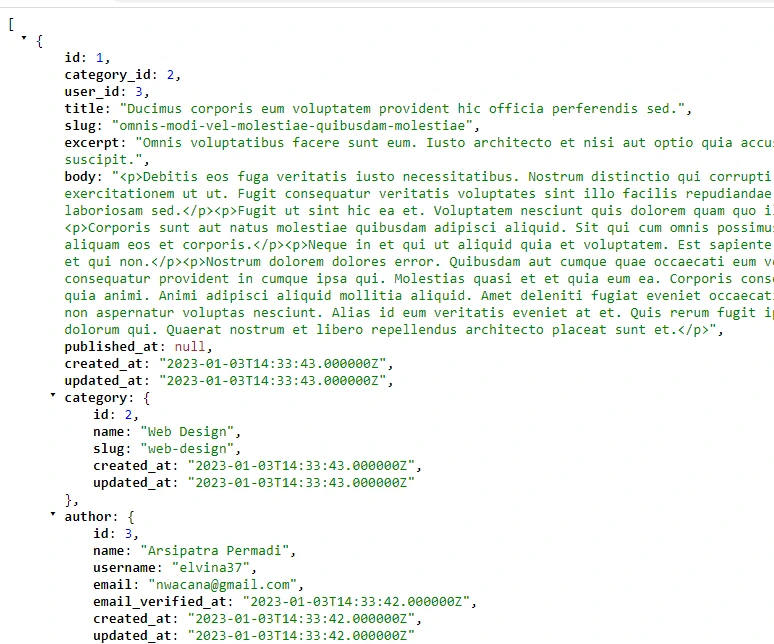 [
{
id: 1,
category_id: 2,
user_id: 3,
title: "Ducimus corporis eum voluptatem provident hic officia perferendis sed.",
slug: "omnis-modi-vel-molestiae-quibusdam-molestiae",
excerpt: "Omnis voluptatibus facere sunt eum. Iusto architecto et nisi aut optio quia accus
suscipit.",
body: "<p>Debitis eos fuga veritatis iusto necessitatibus. Nostrum distinctio qui corrupti
exercitationem ut ut. Fugit consequatur veritatis voluptates sint illo facilis repudiandae
laboriosam sed.</p><p>Fugit ut sint hic ea et. Voluptatem nesciunt quis dolorem quam quo
<p>Corporis sunt aut natus molestiae quibusdam adipisci aliquid. Sit qui cum omnis possimus
aliquam eos et corporis.</p><p>Neque in et qui ut aliquid quia et voluptatem. Est sapiente
et qui non.</p><p>Nostrum dolorem dolores error. Quibusdam aut cumque quae occaecati eum
consequatur provident in cumque ipsa qui. Molestias quasi et et quia eum ea. Corporis cons
quia animi. Animi adipisci aliquid mollitia aliquid. Amet deleniti fugiat eveniet occaecat
non aspernatur voluptas nesciunt. Alias id eum veritatis eveniet at et. Quis rerum fugit
dolorum qui. Quaerat nostrum et libero repellendus architecto placeat sunt et.</p>",
published_at: null,
created_at: "2023-01-03T14:33:43.000000Z",
updated_at: "2023-01-03T14:33:43.000000Z",
category: {
id: 2,
name: "Web Design",
slug: "web-design",
created_at: "2023-01-03T14:33:43.000000Z",
updated_at: "2023-01-03T14:33:43.000000Z"
},
author: {
id: 3,
name: "Arsipatra Permadi",
username: "elvina37",
email: "nwacana@gmail.com",
email_verified_at: "2023-01-03T14:33:42.000000Z",
created_at: "2023-01-03T14:33:42.000000Z",
updated_at: "2023-01-03T14:33:42.000000Z"